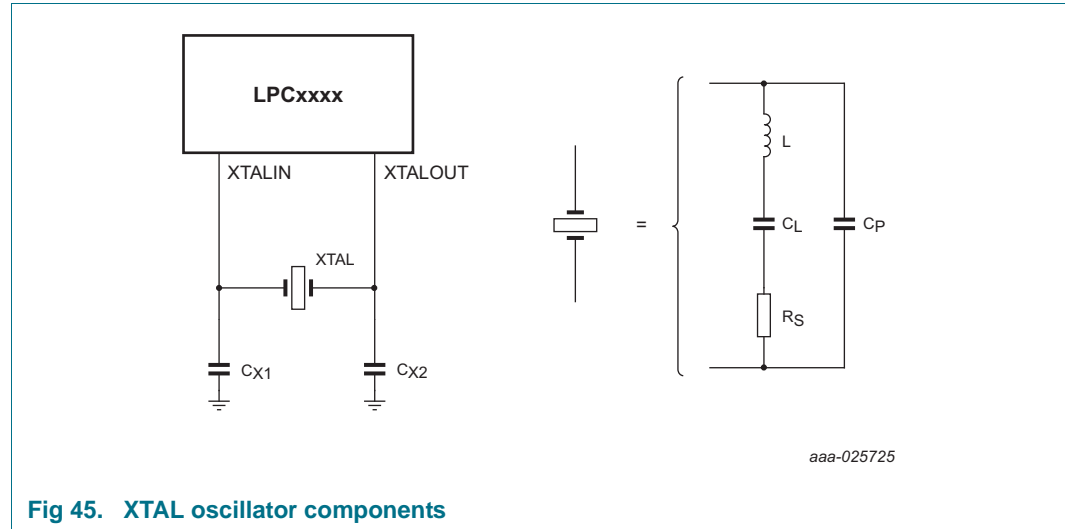 LPCxxxx
XTALIN
XTALOUT
XTAL
CX1
CX2
=
L
CL
CP
RS
aaa-025725
Fig 45. XTAL oscillator components